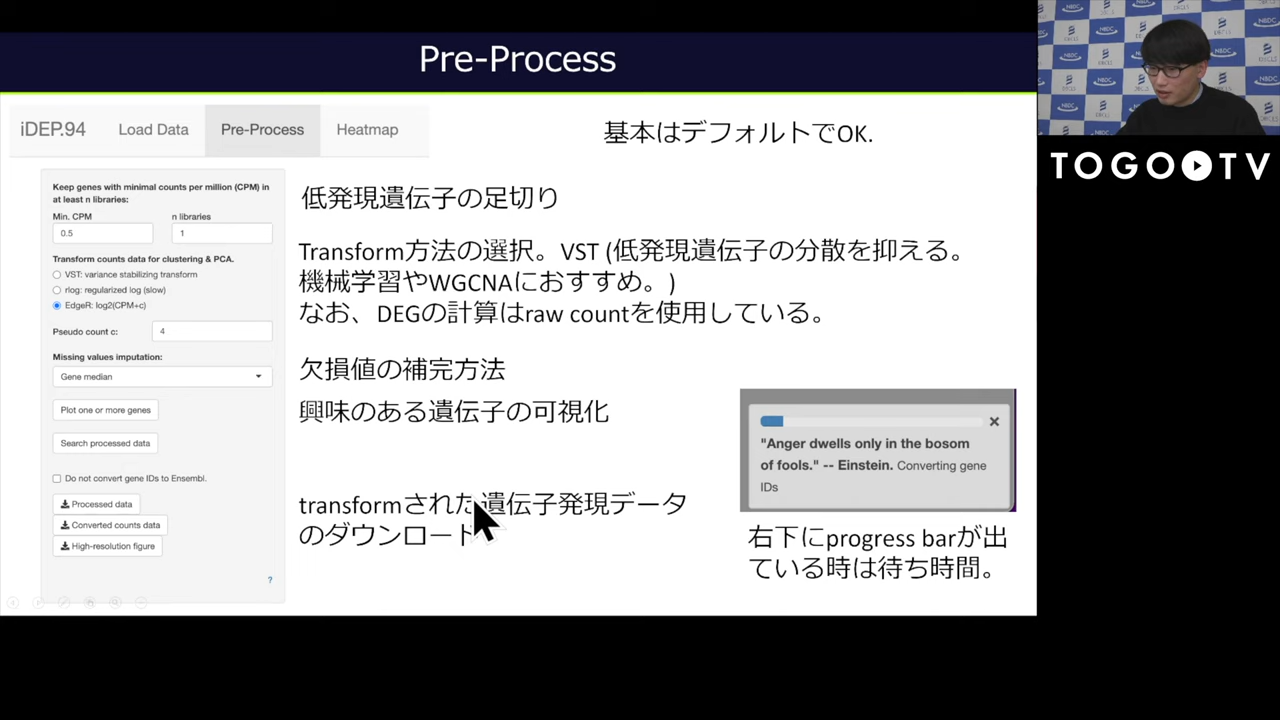 Pre-Process
iDEP.94
Load Data
Pre-Process
Heatmap
基本はデフォルトでOK.
Keep genes with minimal counts per million (CPM) in
at least n libraries:
Min. CPM
n libraries
0.5
1
Transform counts data for clustering & PCA.
VST: variance stabilizing transform
rlog: regularized log (slow)
EdgeR: log2(CPM+c)
Pseudo count c:
4
Missing values imputation:
Gene median
Plot one or more genes
Search processed data
Do not convert gene IDs to Ensembl.
Processed data
Converted counts data
High-resolution figure
?
低発現遺伝子の足切り
Transform方法の選択。VST (低発現遺伝子の分散を抑える。
機械学習やWGCNAにおすすめ。)
なお、DEGの計算はraw countを使用している。
欠損値の補完方法
興味のある遺伝子の可視化
transformされた遺伝子発現データ
のダウンロード
"Anger dwells only in the bosom
of fools." -- Einstein. Converting gene
IDs
右下にprogress barが出
ている時は待ち時間。
TOGO TV
NBDC
DBCLS